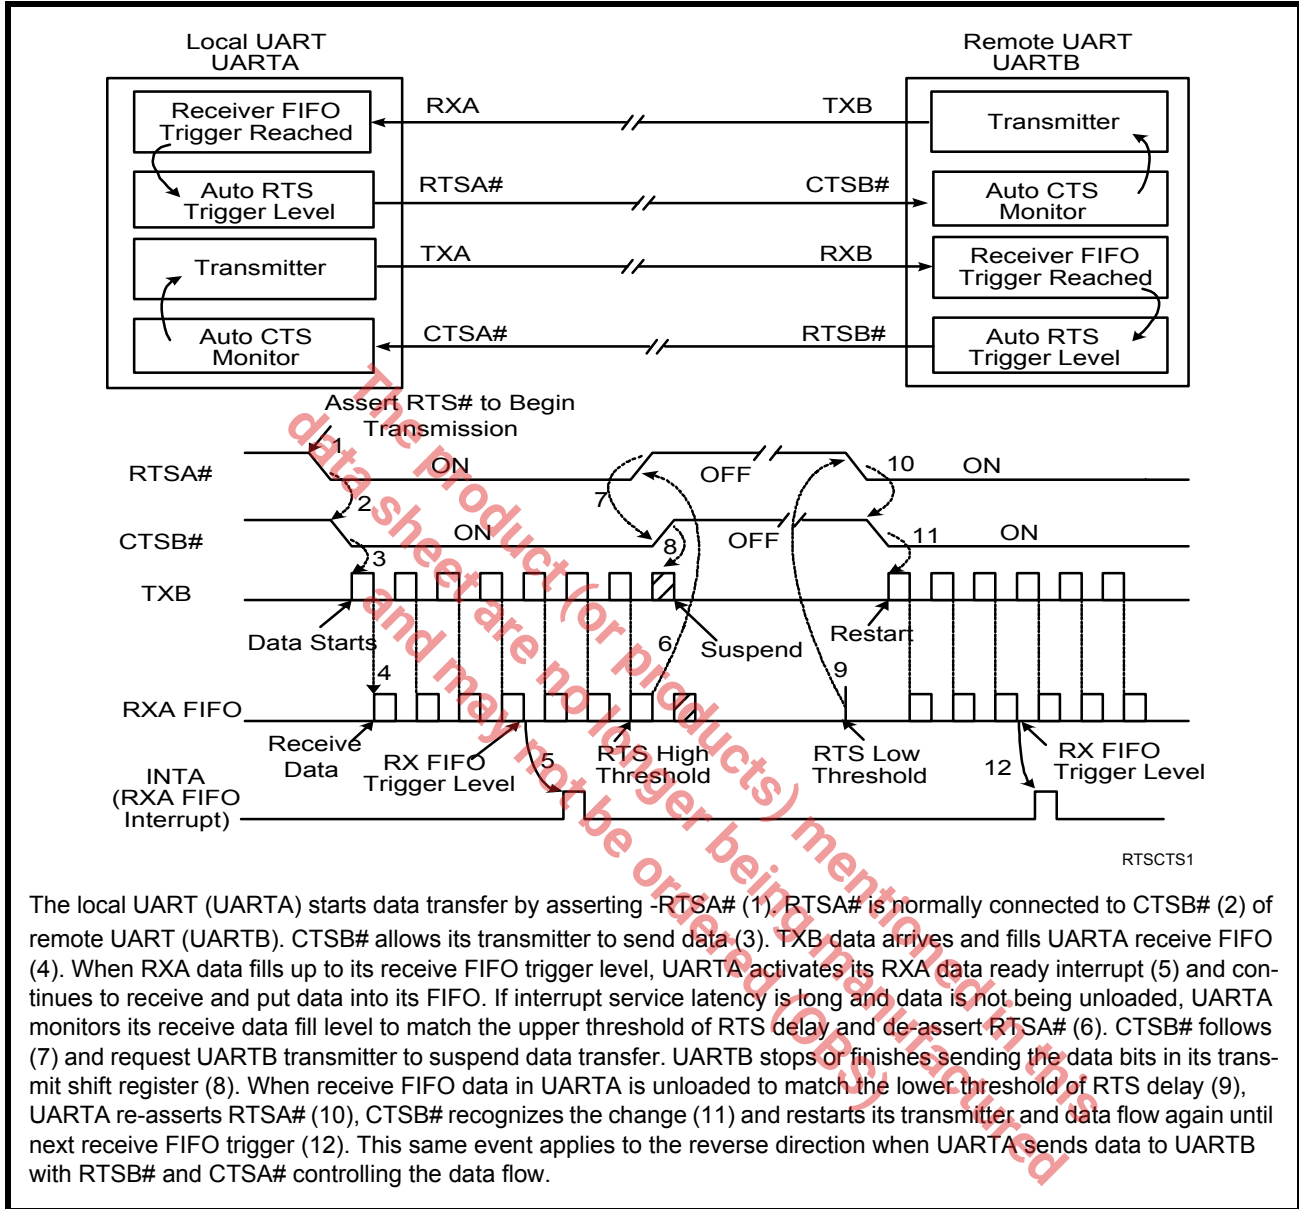 Local UART
UARTA
Remote UART
UARTB
Receiver FIFO
Trigger Reached
RXA
TXB
Transmitter
Auto RTS
Trigger Level
RTSA#
CTSB#
Auto CTS
Monitor
Transmitter
TXA
RXB
Receiver FIFO
Trigger Reached
Auto CTS
Monitor
CTSA#
RTSB#
Auto RTS
Trigger Level
Assert RTS# to Begin
Transmission
RTSA#
1
ON
7
OFF
10
ON
2
CTSB#
ON
8
OFF
11
ON
3
TXB
Data Starts
6
Suspend
Restart
4
9
RXA FIFO
Receive
Data
RX FIFO
Trigger Level
5
RTS High
Threshold
RTS Low
Threshold
12
RX FIFO
Trigger Level
INTA
(RXA FIFO
Interrupt)
RTSCTS1
The local UART (UARTA) starts data transfer by asserting -RTSA# (1). RTSA# is normally connected to CTSB# (2) of
remote UART (UARTB). CTSB# allows its transmitter to send data (3). TXB data arrives and fills UARTA receive FIFO
(4). When RXA data fills up to its receive FIFO trigger level, UARTA activates its RXA data ready interrupt (5) and con-
tinues to receive and put data into its FIFO. If interrupt service latency is long and data is not being unloaded, UARTA
monitors its receive data fill level to match the upper threshold of RTS delay and de-assert RTSA# (6). CTSB# follows
(7) and request UARTB transmitter to suspend data transfer. UARTB stops or finishes sending the data bits in its trans-
mit shift register (8). When receive FIFO data in UARTA is unloaded to match the lower threshold of RTS delay (9),
UARTA re-asserts RTSA# (10), CTSB# recognizes the change (11) and restarts its transmitter and data flow again until
next receive FIFO trigger (12). This same event applies to the reverse direction when UARTA sends data to UARTB
with RTSB# and CTSA# controlling the data flow.
The product (or products) mentioned in this
data sheet are no longer being manufactured
and may not be ordered (OBS)